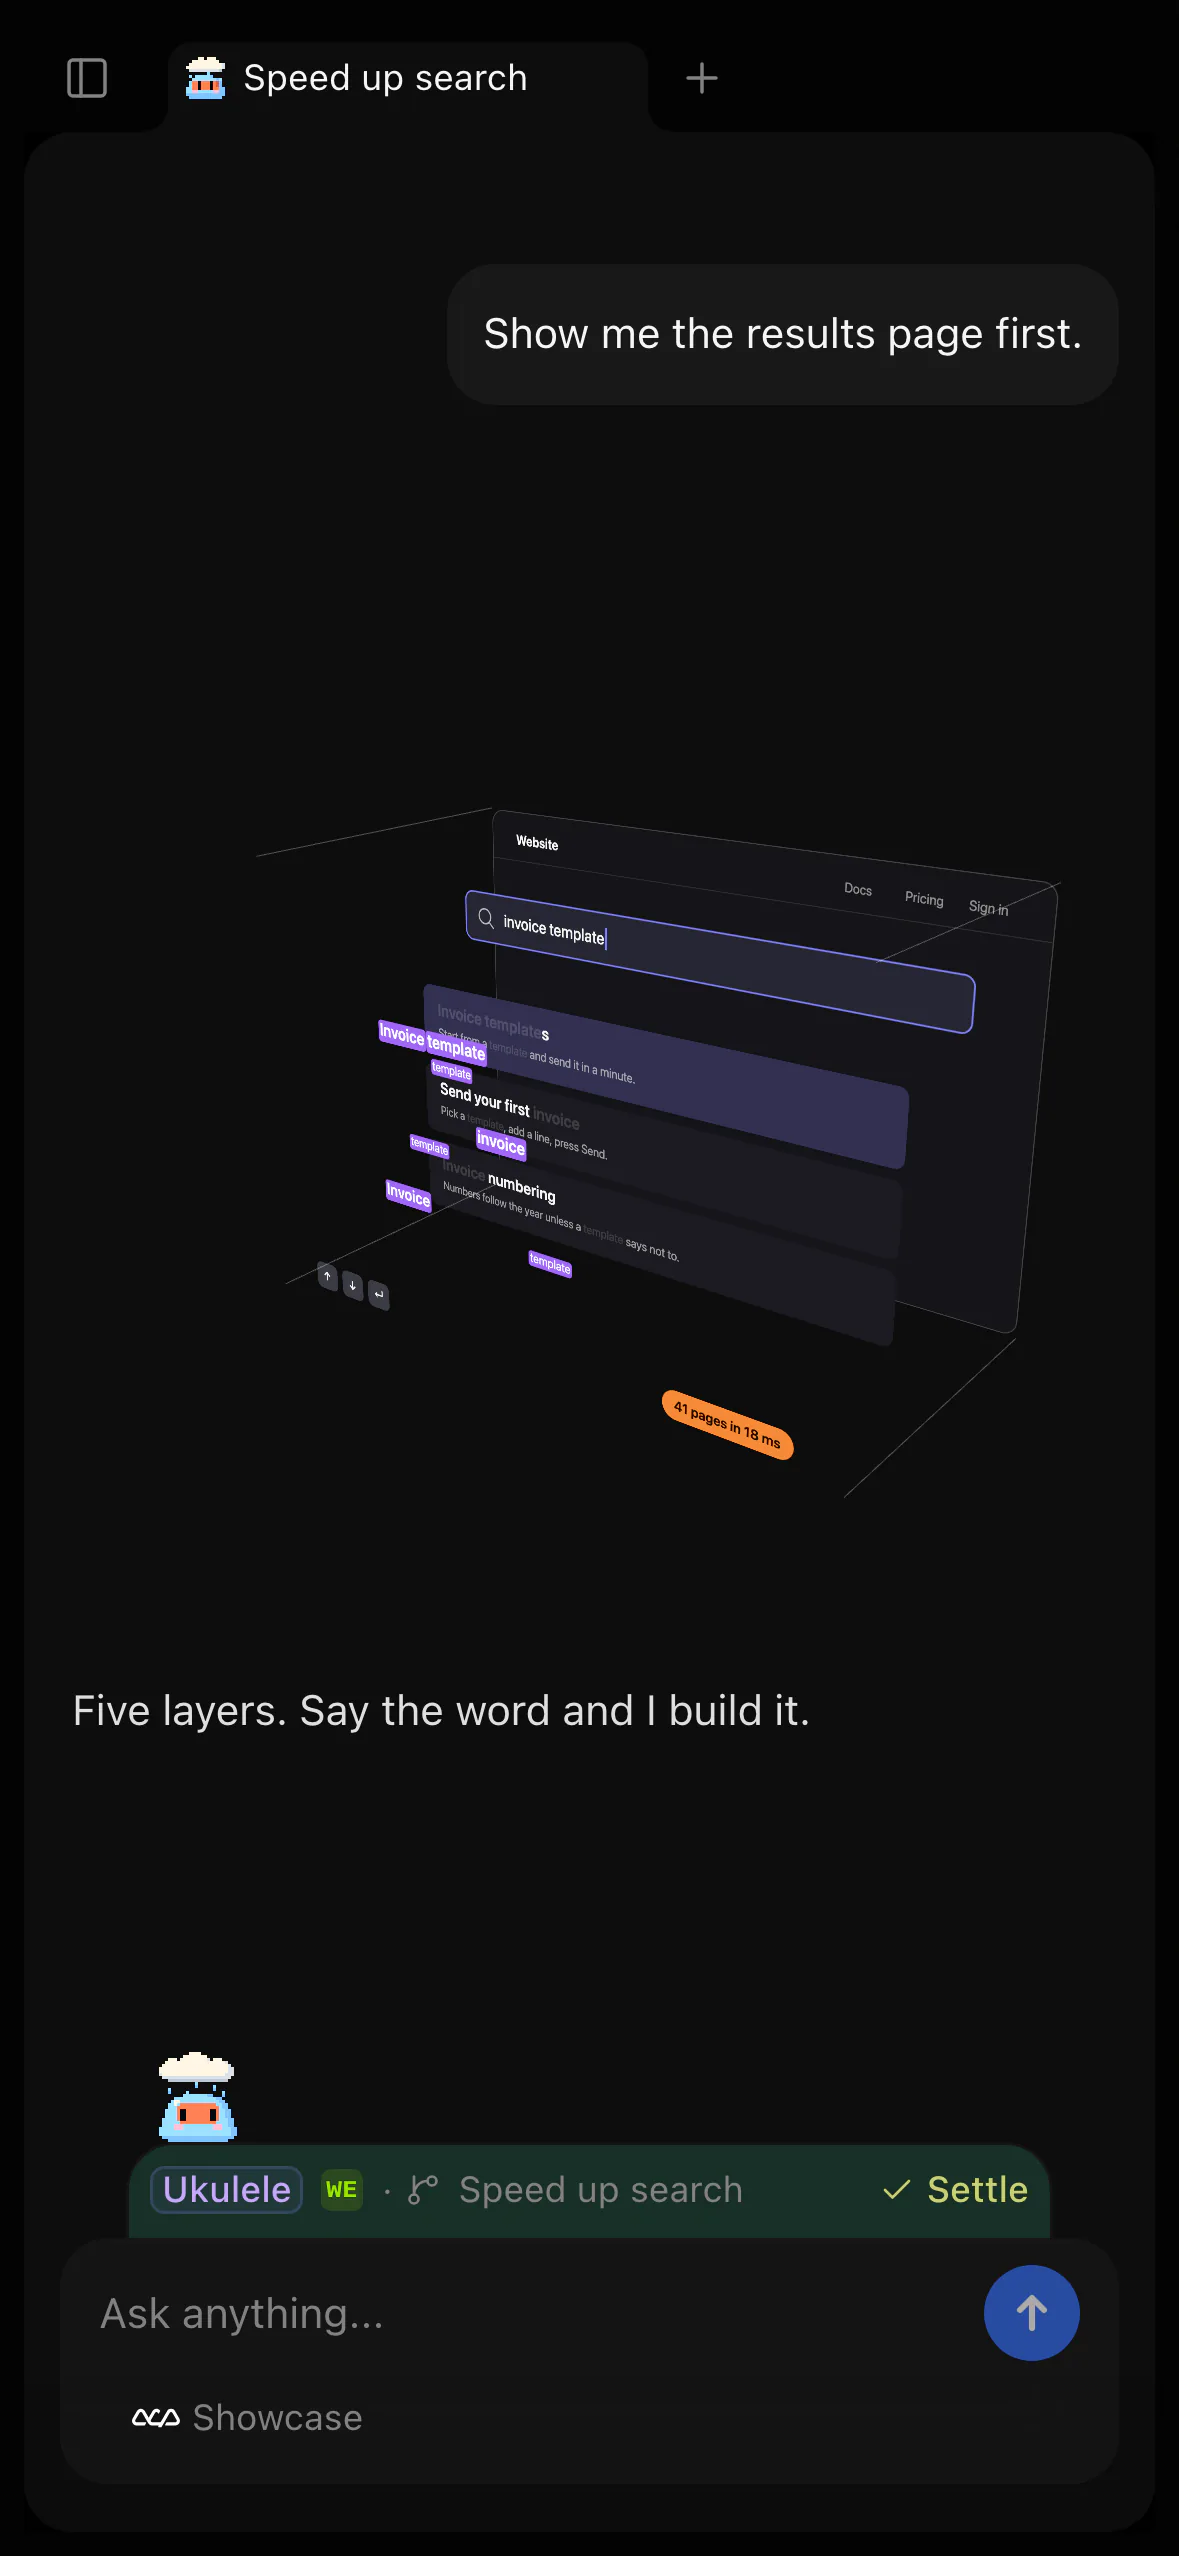 Speed up search
Show me the results page first.
Website
Docs
Pricing
Sign in
invoice template
Invoice templates
Start from a template and send it in a minute.
Invoice
template
template
Send your first invoice
Pick a template, add a line, press Send.
template
invoice
Invoice numbering
Numbers follow the year unless a template says not to.
Invoice
template
41 pages in 18 ms
Five layers. Say the word and I build it.
Ukulele WE · Speed up search
Settle
Ask anything...
Showcase